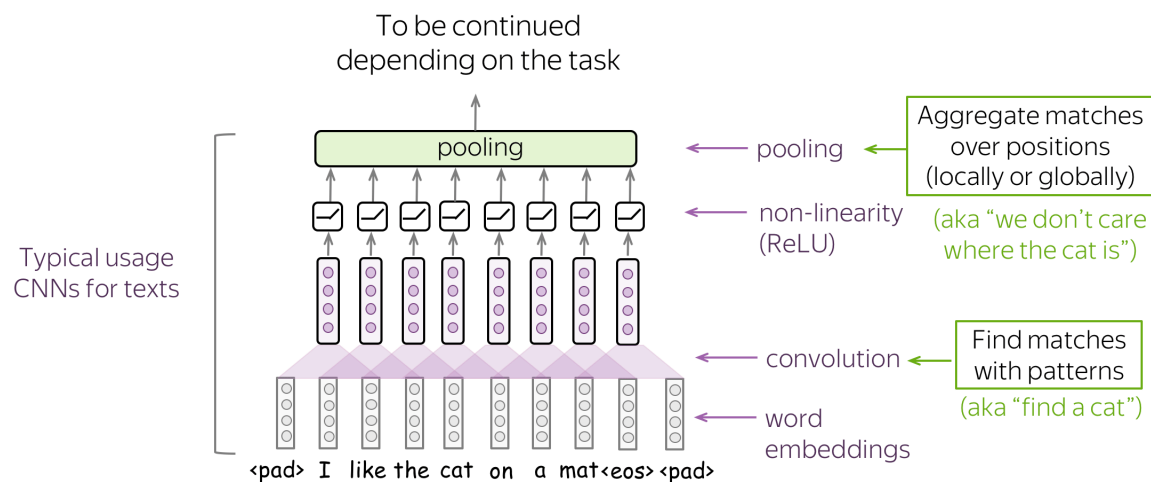 To be continued
depending on the task
Typical usage
CNNs for texts
pooling
pooling
Aggregate matches
over positions
(locally or globally)
(aka “we don’t care
where the cat is”)
non-linearity
(ReLU)
convolution
Find matches
with patterns
(aka “find a cat”)
word
embeddings
<pad> I like the cat on a mat <eos> <pad>